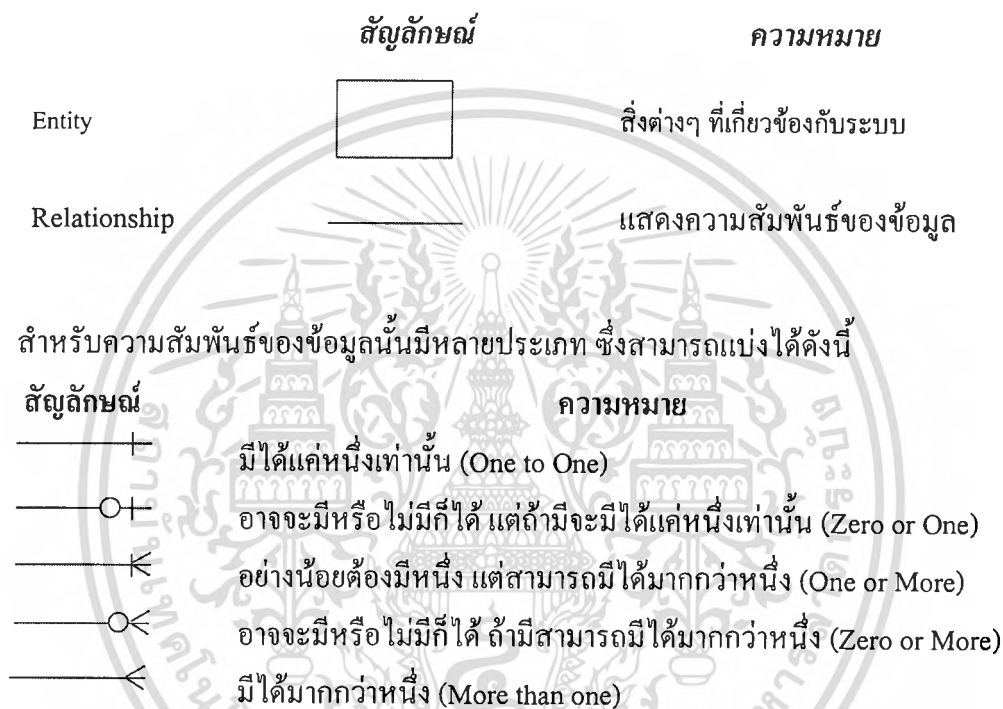 สัญลักษณ์ ความหมาย
Entity สิ่งต่างๆ ที่เกี่ยวข้องกับระบบ
Relationship แสดงความสัมพันธ์ของข้อมูล
สำหรับความสัมพันธ์ของข้อมูลนั้นมีหลายประเภท ซึ่งสามารถแบ่งได้ดังนี้
สัญลักษณ์ ความหมาย
มีได้แค่หนึ่งเท่านั้น (One to One)
อาจจะมีหรือไม่มีก็ได้ แต่ถ้ามีจะมีได้แค่หนึ่งเท่านั้น (Zero or One)
อย่างน้อยต้องมีหนึ่ง แต่สามารถมีได้มากกว่าหนึ่ง (One or More)
อาจจะมีหรือไม่มีก็ได้ ถ้ามีสามารถมีได้มากกว่าหนึ่ง (Zero or More)
มีได้มากกว่าหนึ่ง (More than one)